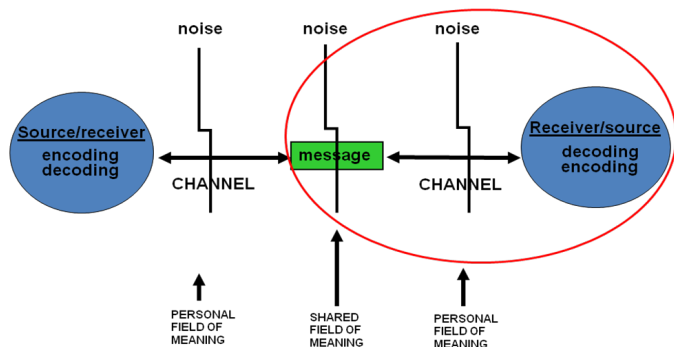 noise
noise
noise
Source/receiver
encoding
decoding
CHANNEL
message
CHANNEL
Receiver/source
decoding
encoding
PERSONAL
FIELD OF
MEANING
SHARED
FIELD OF
MEANING
PERSONAL
FIELD OF
MEANING